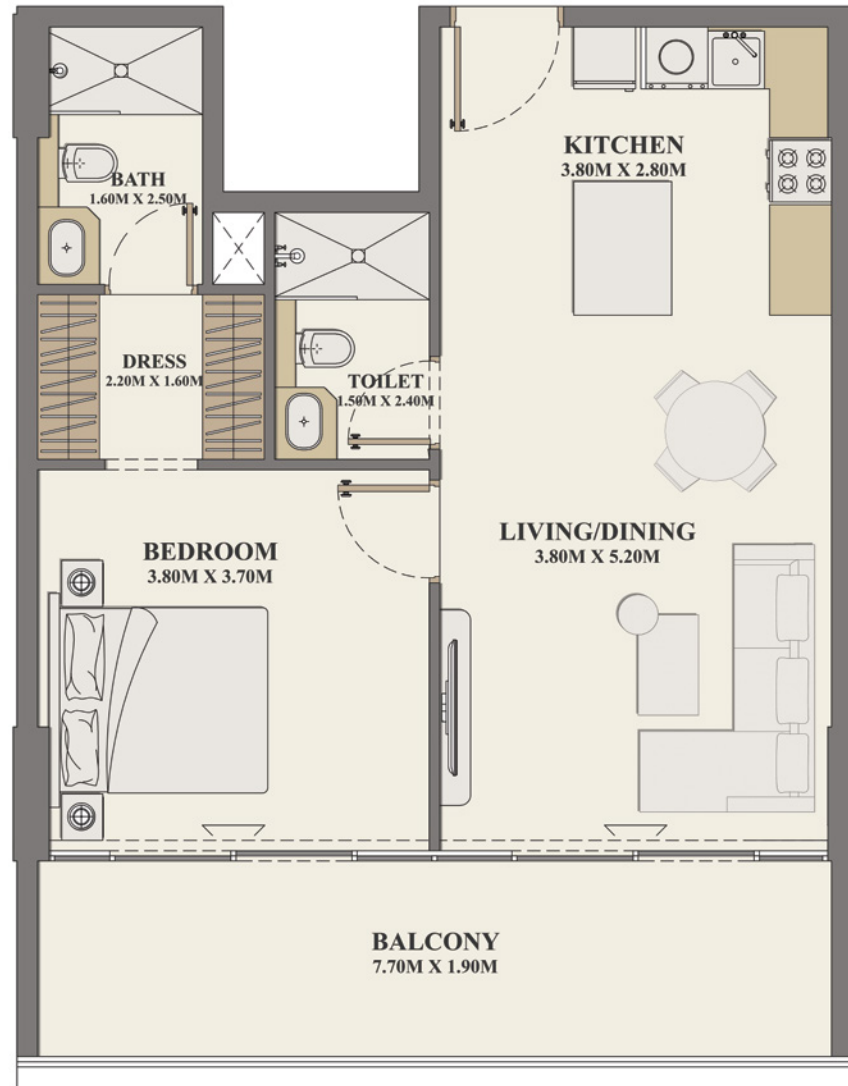 KITCHEN
3.80M X 2.80M
BATH
1.60M X 2.50M
DRESS
2.20M X 1.60M
TOILET
1.50M X 2.40M
LIVING/DINING
3.80M X 5.20M
BEDROOM
3.80M X 3.70M
BALCONY
7.70M X 1.90M